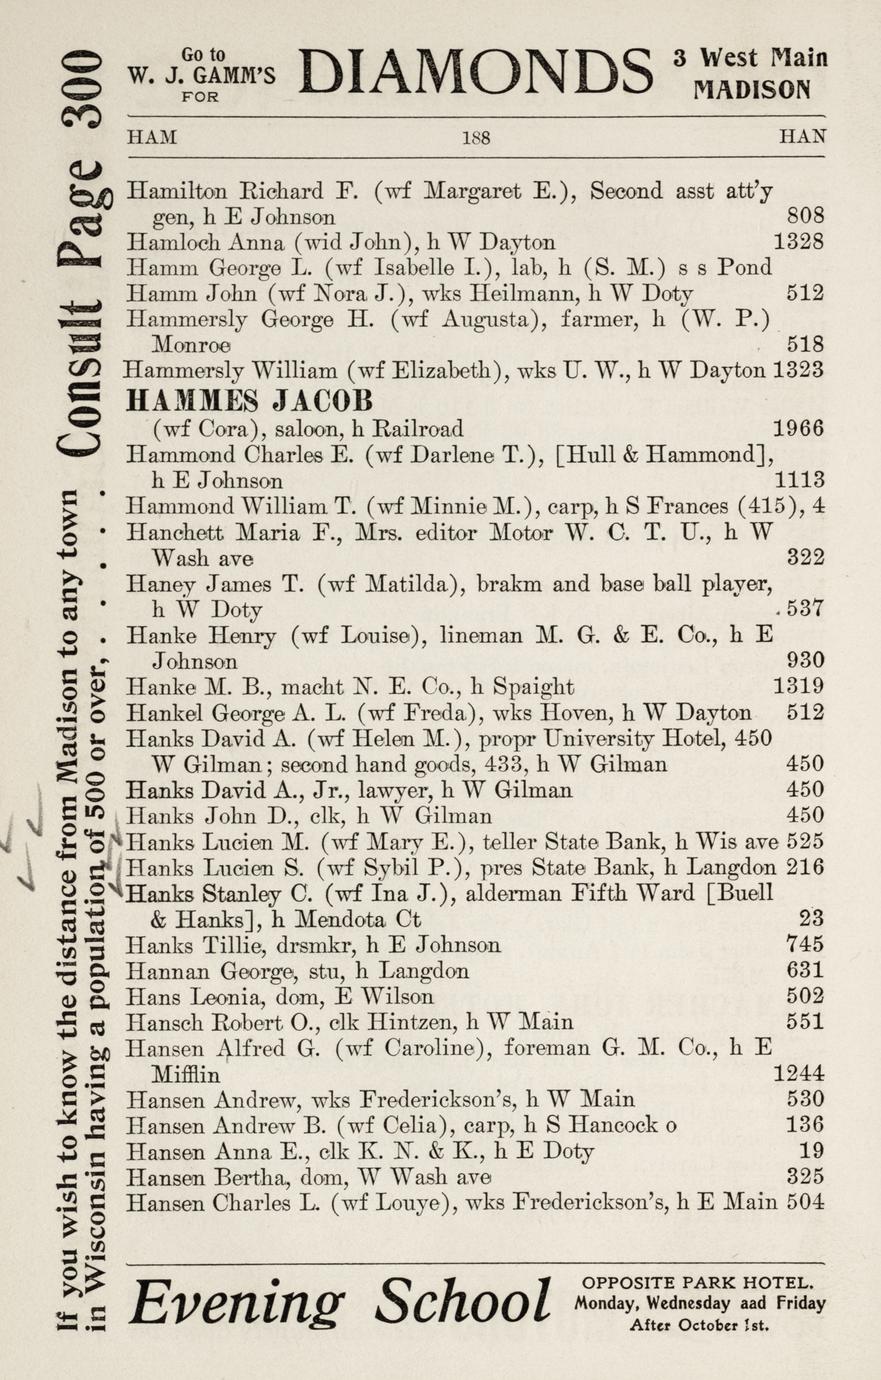 Go to
W. J. GAMM'S
FOR
DIAMONDS
3 West Main
MADISON
HAM 188 HAN
Hamilton Richard F. (wf Margaret E.), Second asst att'y
gen, h E Johnson 808
Hamloch Anna (wid John), h W Dayton 1328
Hamm George L. (wf Isabelle I.), lab, h (S. M.) s s Pond
Hamm John (wf Nora J.), wks Heilmann, h W Doty 512
Hammersly George H. (wf Augusta), farmer, h (W. P.)
Monroe 518
Hammersly William (wf Elizabeth), wks U. W., h W Dayton 1323
HAMMES JACOB
(wf Cora), saloon, h Railroad 1966
Hammond Charles E. (wf Darlene T.), [Hull & Hammond],
h E Johnson 1113
Hammond William T. (wf Minnie M.), carp, h S Frances (415), 4
Hanchett Maria F., Mrs. editor Motor W. C. T. U., h W
Wash ave 322
Haney James T. (wf Matilda), brakm and base ball player,
h W Doty 537
Hanke Henry (wf Louise), lineman M. G. & E. Co., h E
Johnson 930
Hanke M. B., macht N. E. Co., h Spaight 1319
Hankel George A. L. (wf Freda), wks Hoven, h W Dayton 512
Hanks David A. (wf Helen M.), propr University Hotel, 450
W Gilman; second hand goods, 433, h W Gilman 450
Hanks David A., Jr., lawyer, h W Gilman 450
Hanks John D., clk, h W Gilman 450
Hanks Lucien M. (wf Mary E.), teller State Bank, h Wis ave 525
Hanks Lucien S. (wf Sybil P.), pres State Bank, h Langdon 216
Hanks Stanley C. (wf Ina J.), alderman Fifth Ward [Buell
& Hanks], h Mendota Ct 23
Hanks Tillie, drsmkr, h E Johnson 745
Hannan George, stu, h Langdon 631
Hans Leonia, dom, E Wilson 502
Hansch Robert O., clk Hintzen, h W Main 551
Hansen Alfred G. (wf Caroline), foreman G. M. Co., h E
Mifflin 1244
Hansen Andrew, wks Frederickson's, h W Main 530
Hansen Andrew B. (wf Celia), carp, h S Hancock o 136
Hansen Anna E., clk K. N. & K., h E Doty 19
Hansen Bertha, dom, W Wash ave 325
Hansen Charles L. (wf Louye), wks Frederickson's, h E Main 504
Evening School
OPPOSITE PARK HOTEL.
Monday, Wednesday aad Friday
After October 1st.
If you wish to know the distance from Madison to any town
in Wisconsin having a population of 500 or over, . . . . . .
Consult Page 300